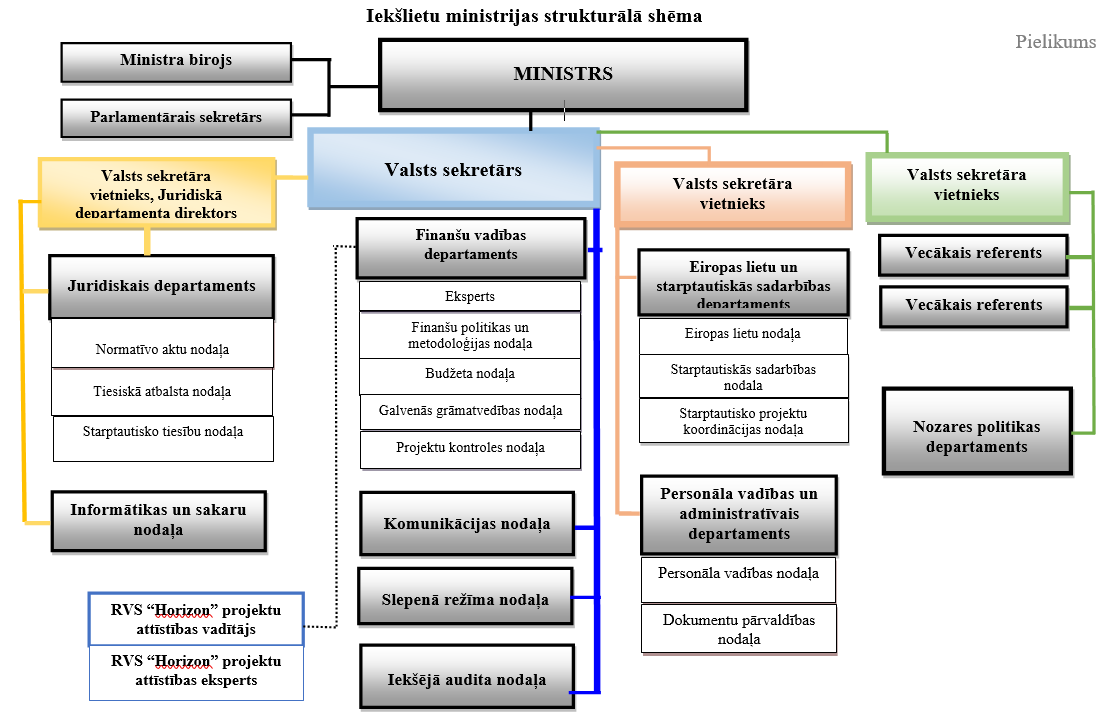 Iekšlietu ministrijas strukturālā shēma
Pielikums
Ministra birojs
MINISTRS
Parlamentārais sekretārs
Valsts sekretārs
Valsts sekretāra
vietnieks, Juridiskā
departamenta direktors
Valsts sekretāra
vietnieks
Valsts sekretāra
vietnieks
Juridiskais departaments
Normatīvo aktu nodaļa
Tiesiskā atbalsta nodaļa
Starptautisko tiesību nodaļa
Informātikas un sakaru
nodaļa
RVS “Horizon” projektu
attīstības vadītājs
RVS “Horizon” projektu
attīstības eksperts
Finanšu vadības
departaments
Eksperts
Finanšu politikas un
metodoloģijas nodaļa
Budžeta nodaļa
Galvenās grāmatvedības nodaļa
Projektu kontroles nodaļa
Komunikācijas nodaļa
Slepenā režīma nodaļa
Iekšējā audita nodaļa
Eiropas lietu un
starptautiskās sadarbības
departaments
Eiropas lietu nodaļa
Starptautiskās sadarbības
nodaļa
Starptautisko projektu
koordinācijas nodaļa
Personāla vadības un
administratīvais
departaments
Personāla vadības nodaļa
Dokumentu pārvaldības
nodaļa
Vecākais referents
Vecākais referents
Nozares politikas
departaments